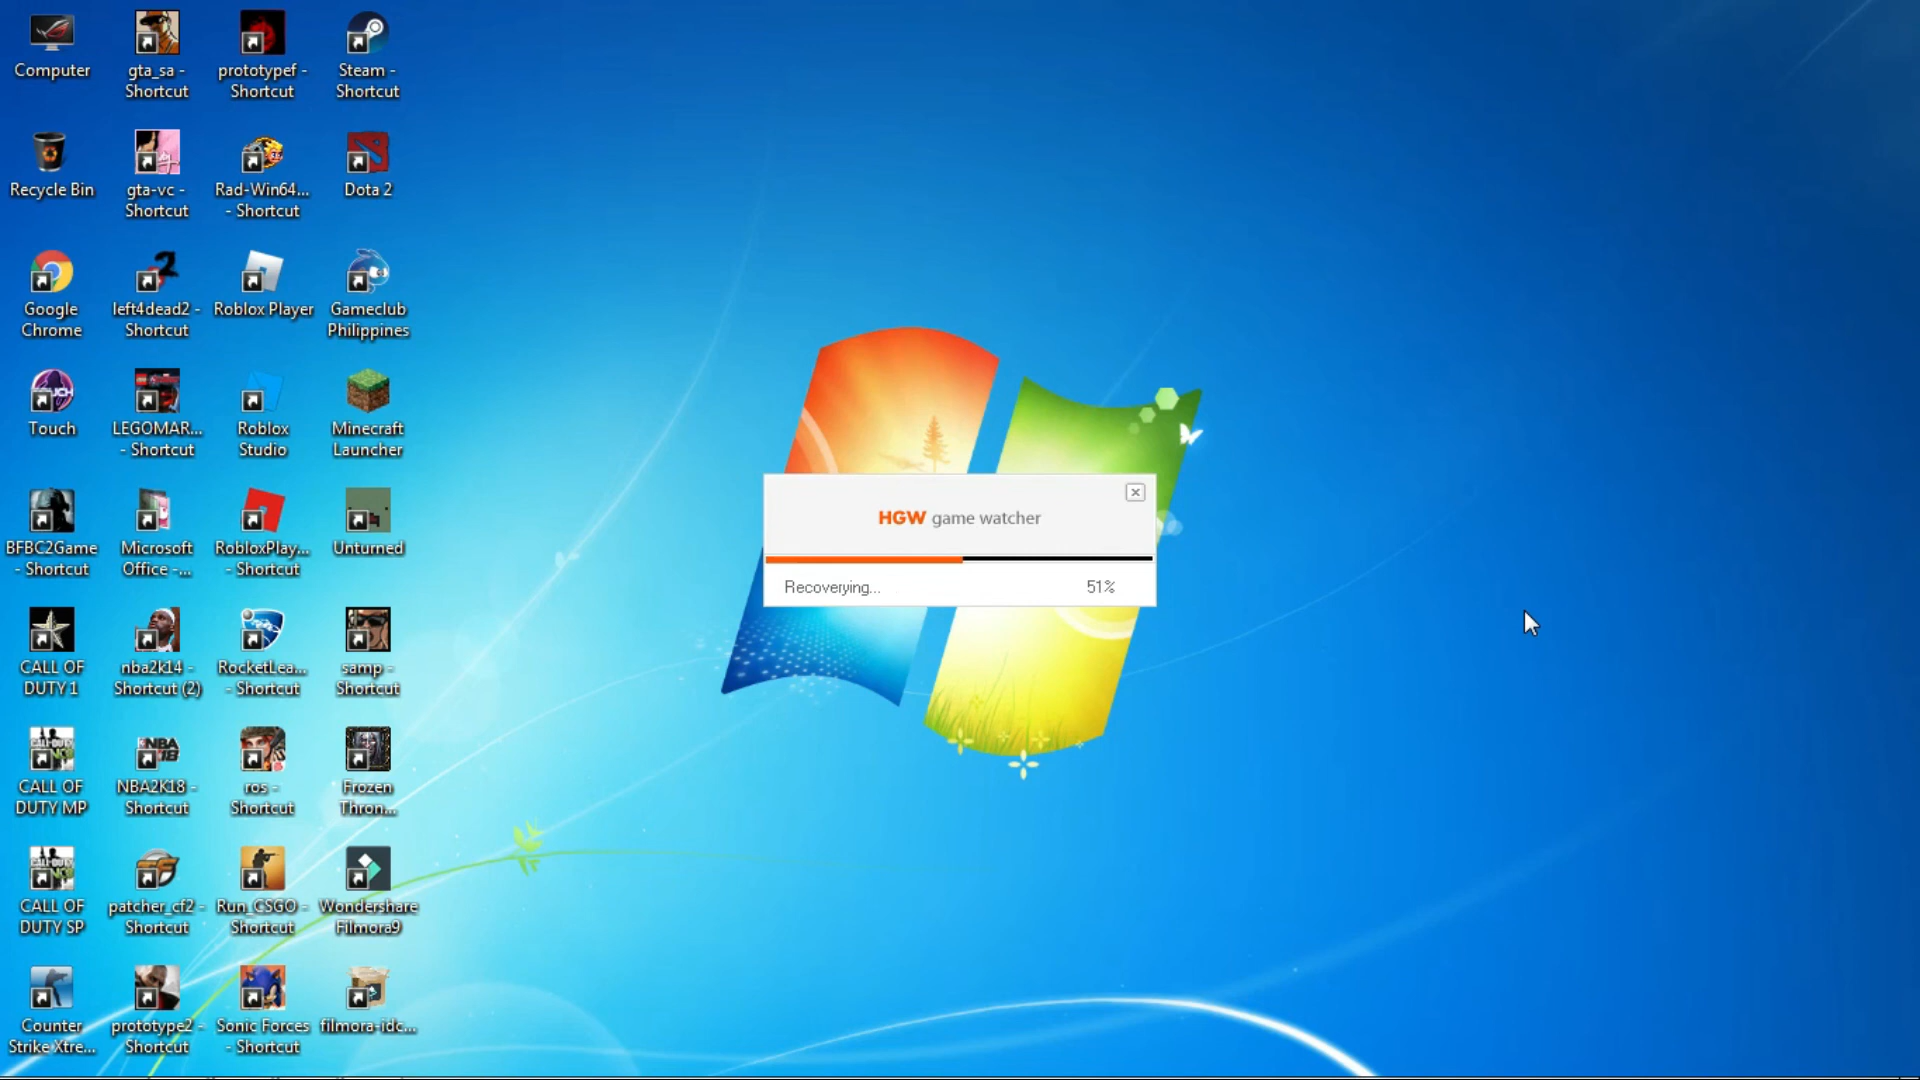 Computer
gta_sa -
Shortcut
prototypef -
Shortcut
Steam -
Shortcut
Recycle Bin
gta-vc -
Shortcut
Rad-Win64...
- Shortcut
Dota 2
Google
Chrome
left4dead2 -
Shortcut
Roblox Player
Gameclub
Philippines
Touch
LEGOMAR...
- Shortcut
Roblox
Studio
Minecraft
Launcher
HGW game watcher
Recoverying...
51%
BFBC2Game
- Shortcut
Microsoft
Office -...
RobloxPlay...
- Shortcut
Unturned
CALL OF
DUTY 1
nba2k14 -
Shortcut (2)
RocketLea...
- Shortcut
samp -
Shortcut
CALL OF
DUTY MP
NBA2K18 -
Shortcut
ros -
Shortcut
Frozen
Thron...
CALL OF
DUTY SP
patcher_cf2 -
Shortcut
Run_CSGO -
Shortcut
Wondershare
Filmora9
Counter
Strike Xtre...
prototype2 -
Shortcut
Sonic Forces
- Shortcut
filmora-idc...